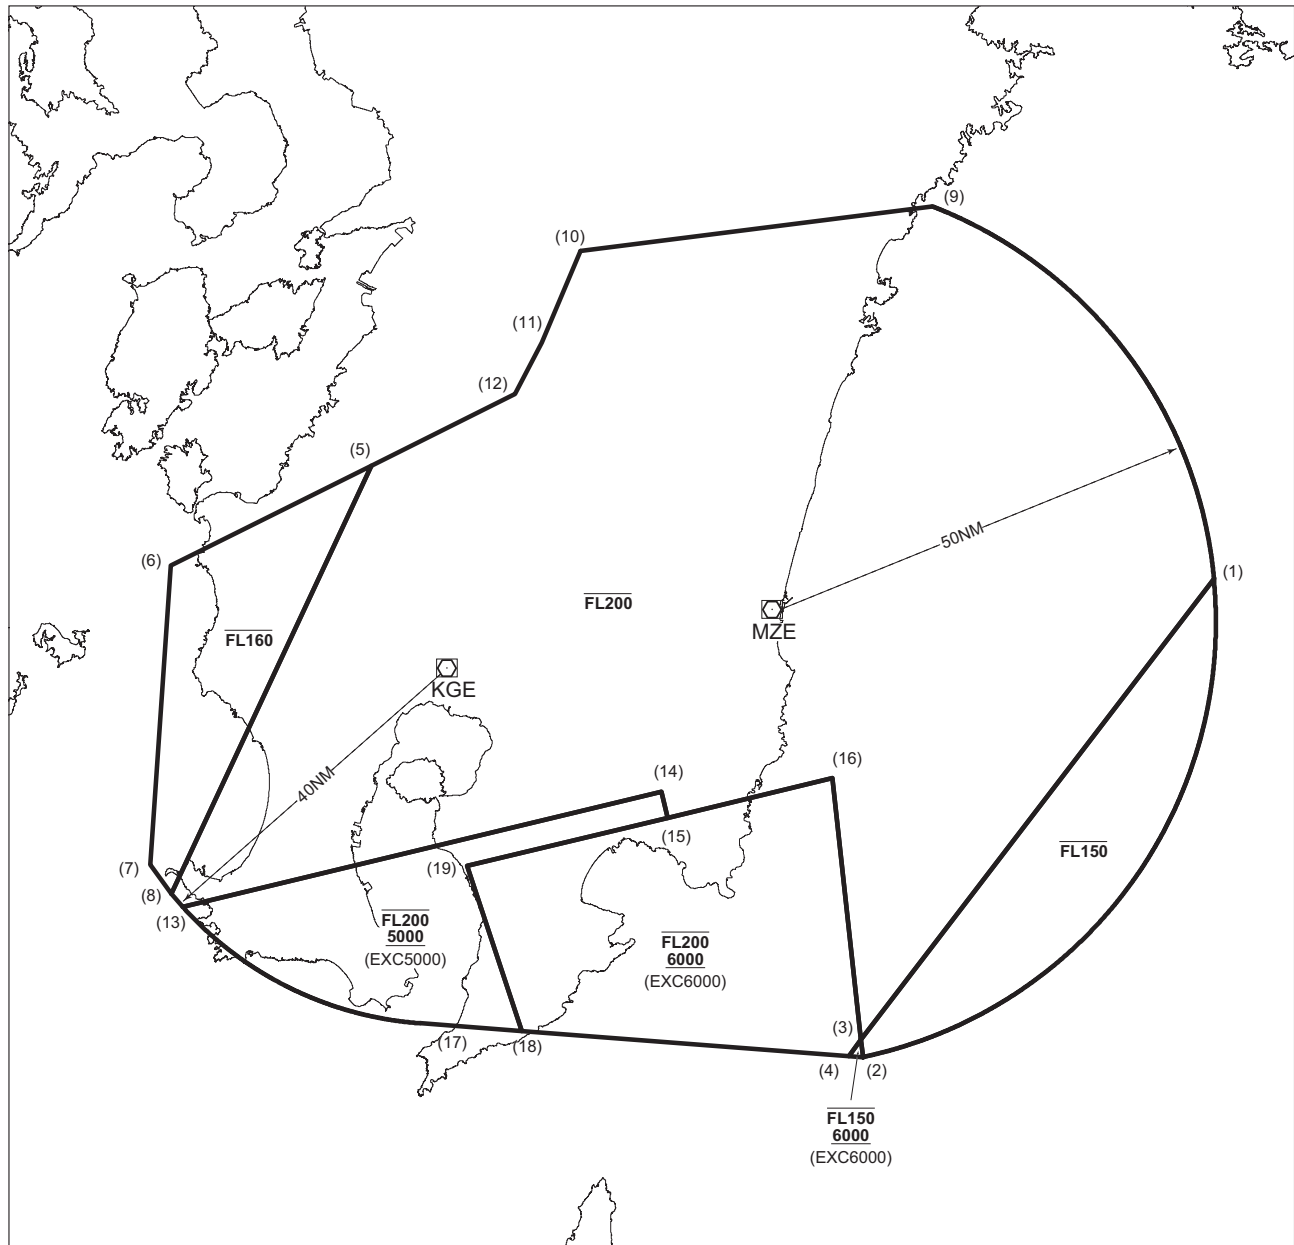 (9)
(10)
(11)
(12)
(5)
50NM
(6)
(1)
FL200
MZE
FL160
KGE
40NM
(14)
(16)
(15)
(7)
(19)
FL150
(8)
(13)
FL200
5000
(EXC5000)
FL200
6000
(EXC6000)
(3)
(17)
(18)
(4)
(2)
FL150
6000
(EXC6000)